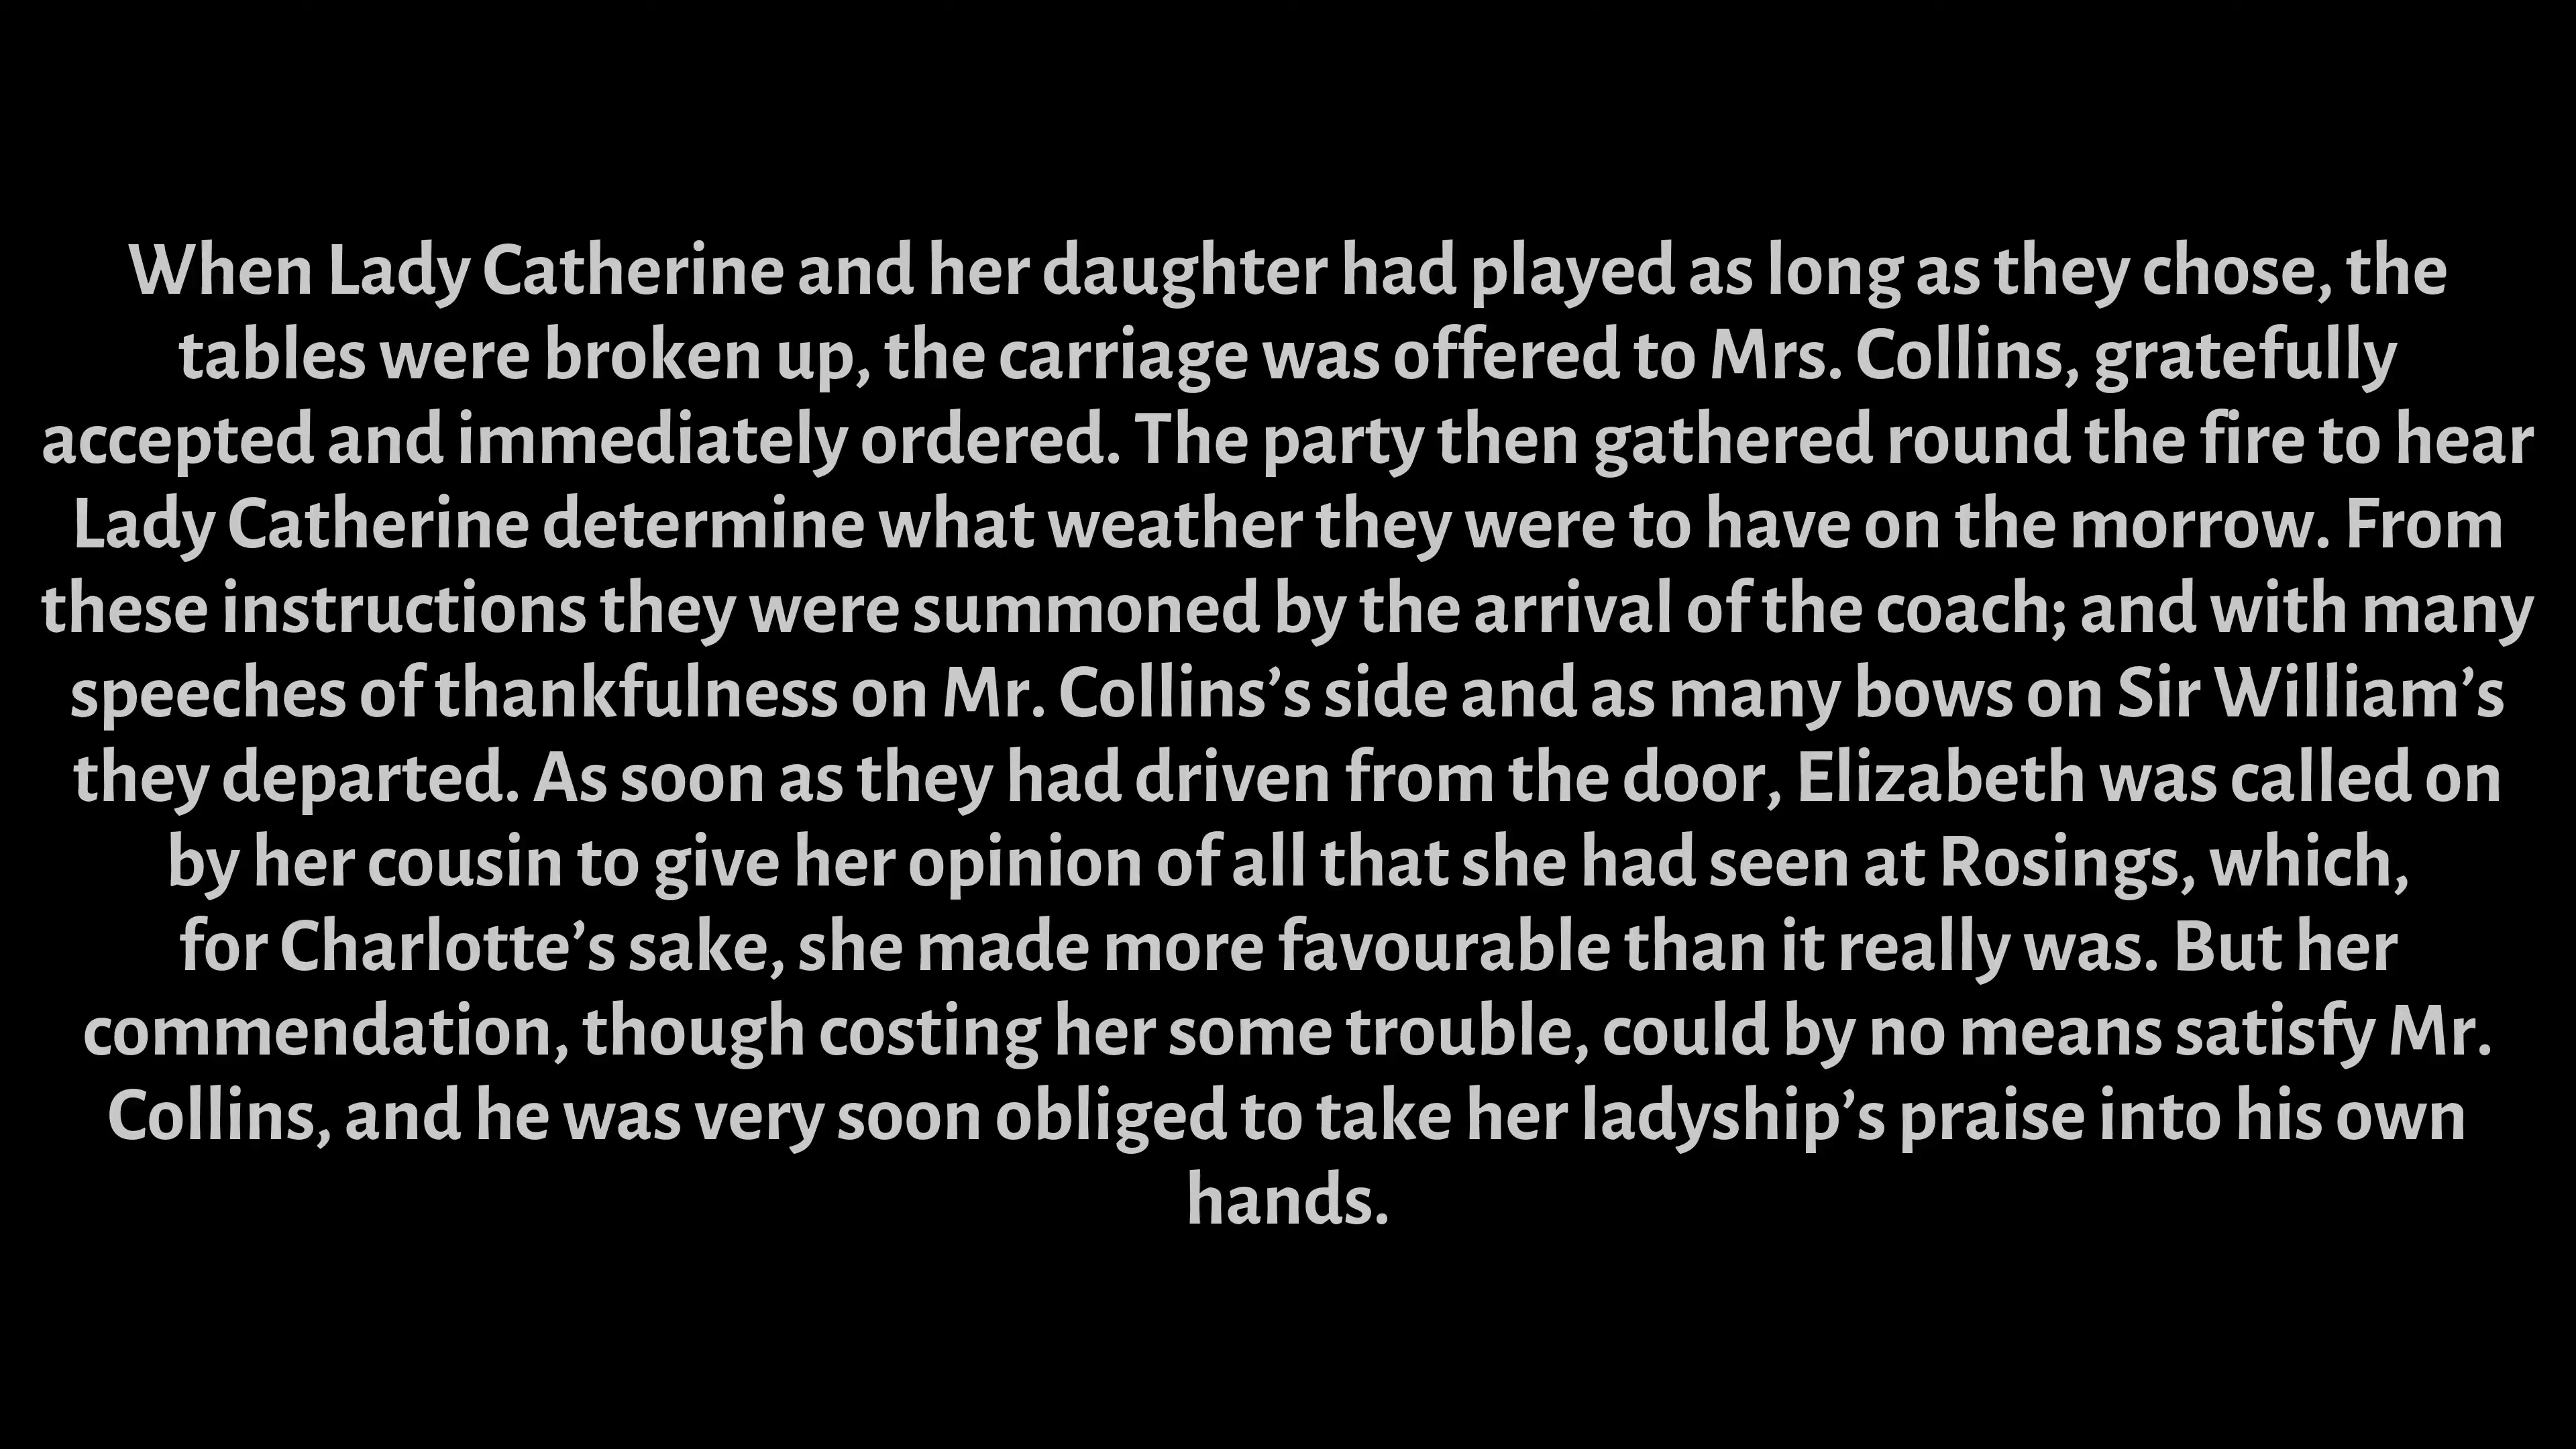 When Lady Catherine and her daughter had played as long as they chose, the
tables were broken up, the carriage was offered to Mrs. Collins, gratefully
accepted and immediately ordered. The party then gathered round the fire to hear
Lady Catherine determine what weather they were to have on the morrow. From
these instructions they were summoned by the arrival of the coach; and with many
speeches of thankfulness on Mr. Collins’s side and as many bows on Sir William’s
they departed. As soon as they had driven from the door, Elizabeth was called on
by her cousin to give her opinion of all that she had seen at Rosings, which,
for Charlotte’s sake, she made more favourable than it really was. But her
commendation, though costing her some trouble, could by no means satisfy Mr.
Collins, and he was very soon obliged to take her ladyship’s praise into his own
hands.